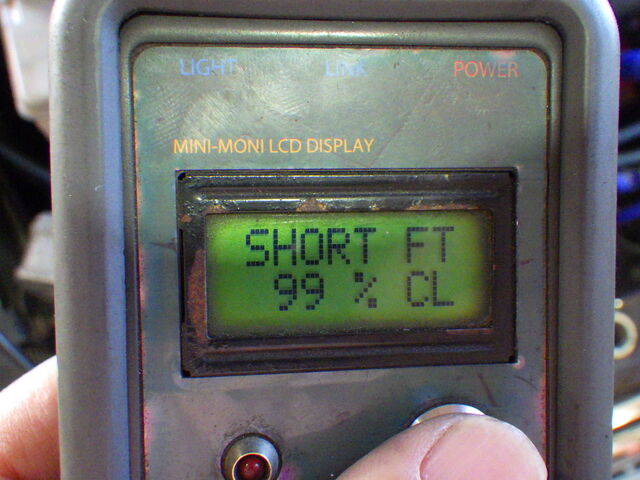 LIGHT LINK POWER
MINI-MONI LCD DISPLAY
SHORT FT
99 % CL